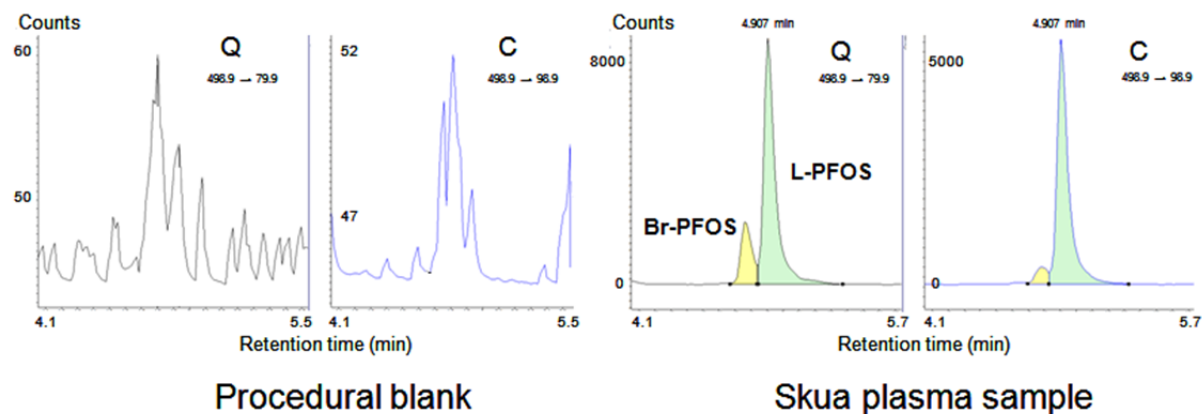 Counts
60
50
Q
498.9 → 79.9
52
47
C
498.9 → 98.9
4.1
5.5
4.1
5.5
Retention time (min)
Procedural blank
Counts
4.907 min
8000
0
Q
498.9 → 79.9
L-PFOS
Br-PFOS
4.907 min
5000
0
C
498.9 → 98.9
4.1
5.7
4.1
5.7
Retention time (min)
Skua plasma sample